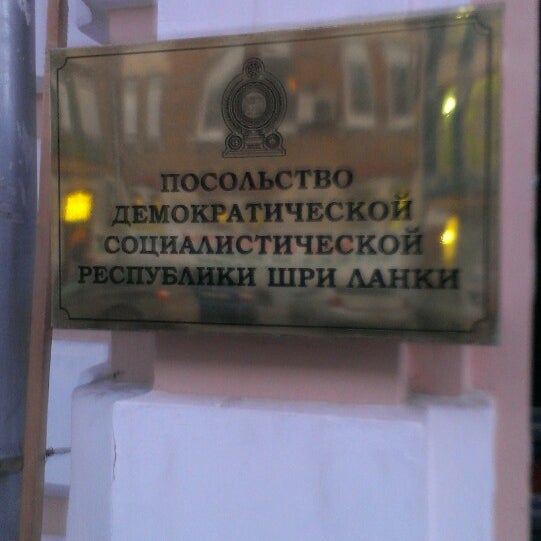 ПОСОЛЬСТВО
ДЕМОКРАТИЧЕСКОЙ
СОЦИАЛИСТИЧЕСКОЙ
РЕСПУБЛИКИ ШРИ ЛАНКИ